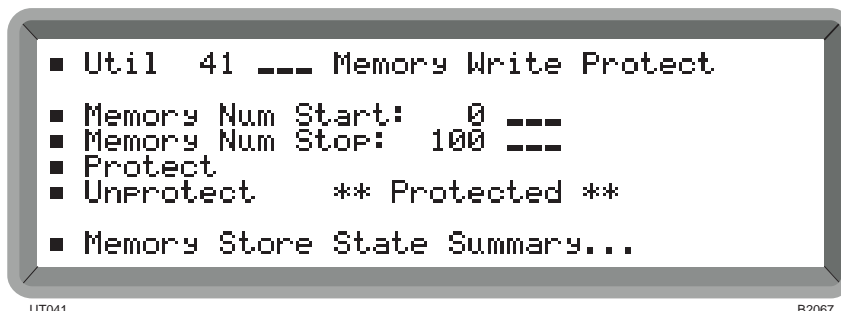 ■ Util 41 ___ Memory Write Protect
■ Memory Num Start: 0 ___
■ Memory Num Stop: 100 ___
■ Protect
■ Unprotect ** Protected **
■ Memory Store State Summary...
UT041 B2067